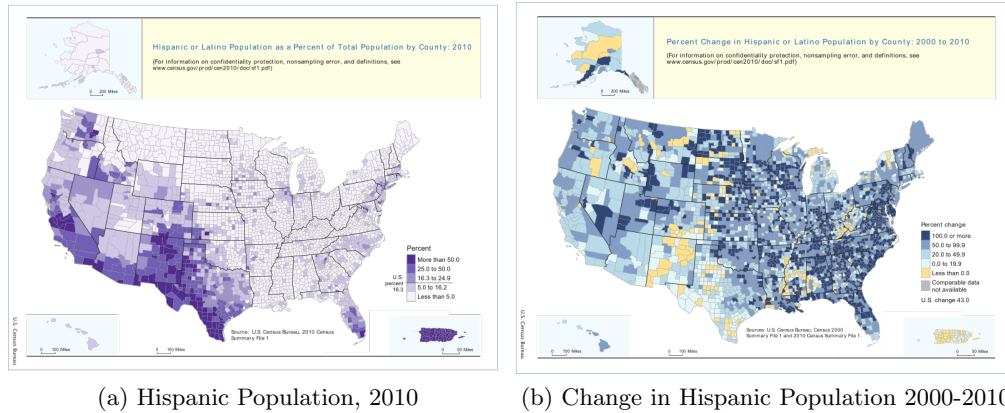 Hispanic or Latino Population as a Percent of Total Population by County: 2010
(For information on confidentiality protection, nonsampling error, and definitions, see
www.census.gov/prod/cen2010/doc/sf1.pdf)
0 200 Miles
Percent
More than 50.0
25.0 to 50.0
16.3 to 24.9
U.S.
percent
16.3
5.0 to 16.2
Less than 5.0
U.S. Census Bureau
0 100 Miles
0 100 Miles
Source: U.S. Census Bureau, 2010 Census
Summary File 1.
0 50 Miles
(a) Hispanic Population, 2010
Percent Change in Hispanic or Latino Population by County: 2000 to 2010
(For information on confidentiality protection, nonsampling error, and definitions, see
www.census.gov/prod/cen2010/doc/sf1.pdf)
0 200 Miles
Percent change
100.0 or more
50.0 to 99.9
20.0 to 49.9
0.0 to 19.9
Less than 0.0
Comparable data
not available
U.S. change 43.0
U.S. Census Bureau
0 100 Miles
0 100 Miles
Sources: U.S. Census Bureau, Census 2000
Summary File 1 and 2010 Census Summary File 1.
0 50 Miles
(b) Change in Hispanic Population 2000-2010